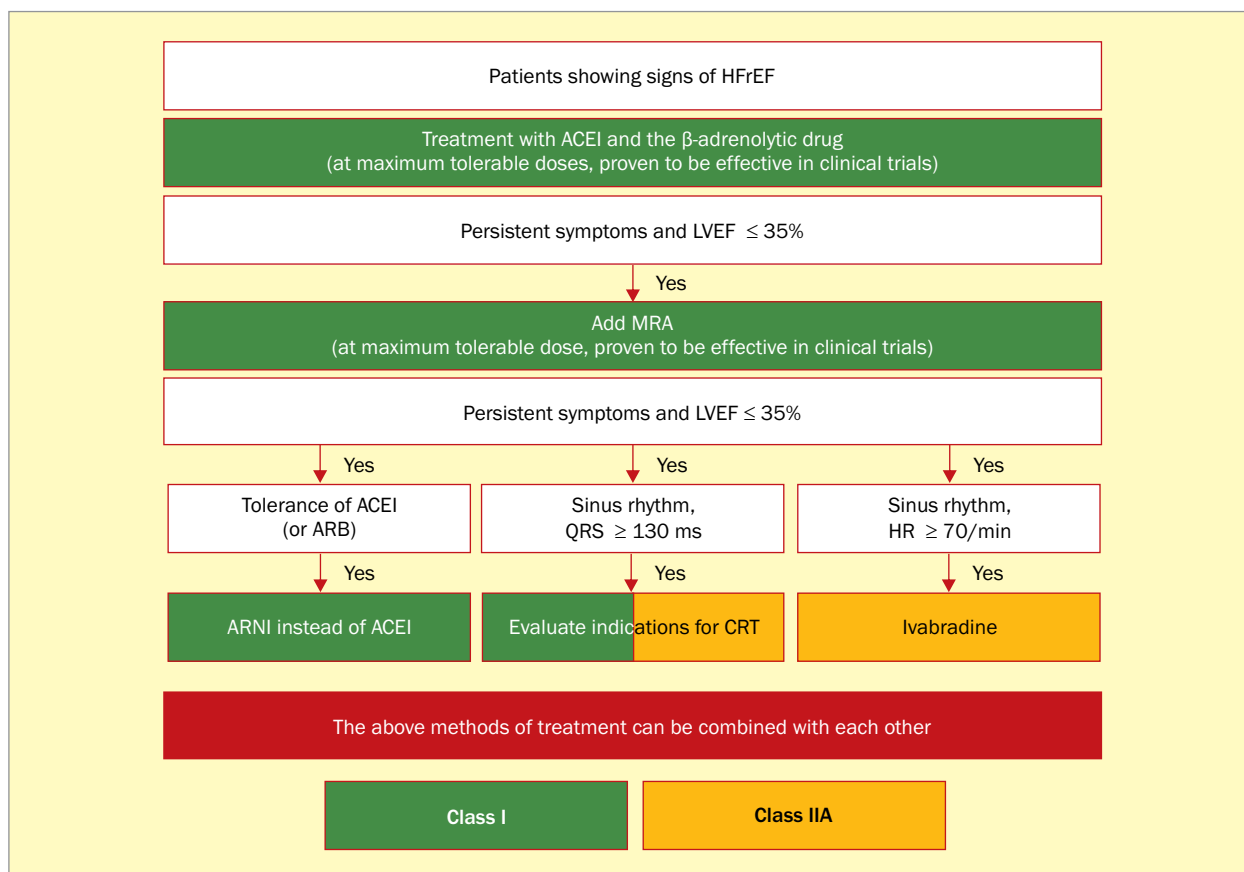 Patients showing signs of HFrEF
Treatment with ACEI and the β-adrenolytic drug
(at maximum tolerable doses, proven to be effective in clinical trials)
Persistent symptoms and LVEF ≤ 35%
Yes
Add MRA
(at maximum tolerable dose, proven to be effective in clinical trials)
Persistent symptoms and LVEF ≤ 35%
Yes
Yes
Yes
Tolerance of ACEI
(or ARB)
Sinus rhythm,
QRS ≥ 130 ms
Sinus rhythm,
HR ≥ 70/min
Yes
Yes
Yes
ARNI instead of ACEI
Evaluate indications for CRT
Ivabradine
The above methods of treatment can be combined with each other
Class I
Class IIA